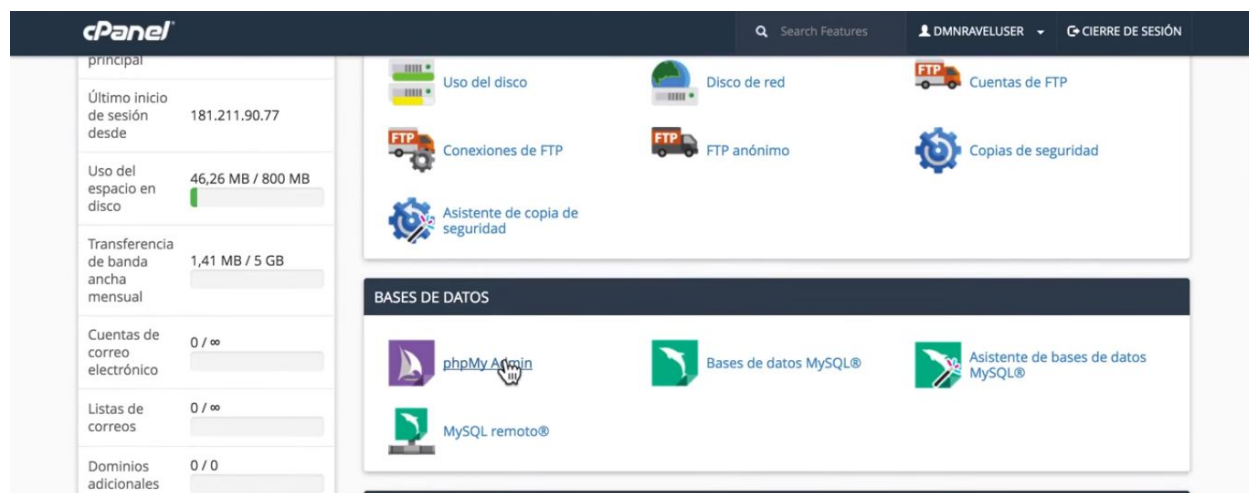 cPanel
Search Features
DMNRAVELUSER
CIERRE DE SESIÓN
principal
Último inicio
de sesión
desde
181.211.90.77
Uso del
espacio en
disco
46,26 MB / 800 MB
Transferencia
de banda
ancha
mensual
1,41 MB / 5 GB
Cuentas de
correo
electrónico
0 / ∞
Listas de
correos
0 / ∞
Dominios
adicionales
0 / 0
Uso del disco
Disco de red
FTP
Cuentas de FTP
FTP
Conexiones de FTP
FTP
FTP anónimo
Copias de seguridad
Asistente de copia de
seguridad
BASES DE DATOS
phpMy Admin
Bases de datos MySQL®
Asistente de bases de datos
MySQL®
MySQL remoto®